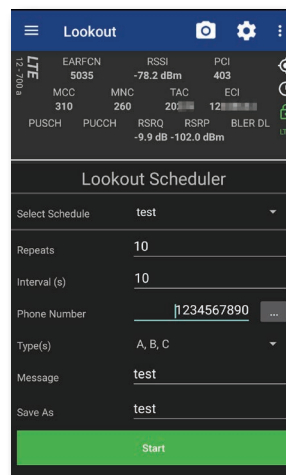 Lookout
LTE
12 - 700 a
EARFCN RSSI PCI
5035 -78.2 dBm 403
MCC MNC TAC ECI
310 260 20 12
PUSCH PUCCH RSRQ RSRP BLER DL
-9.9 dB -102.0 dBm
Lookout Scheduler
Select Schedule test
Repeats 10
Interval (s) 10
Phone Number 1234567890 ...
Type(s) A, B, C
Message test
Save As test
Start